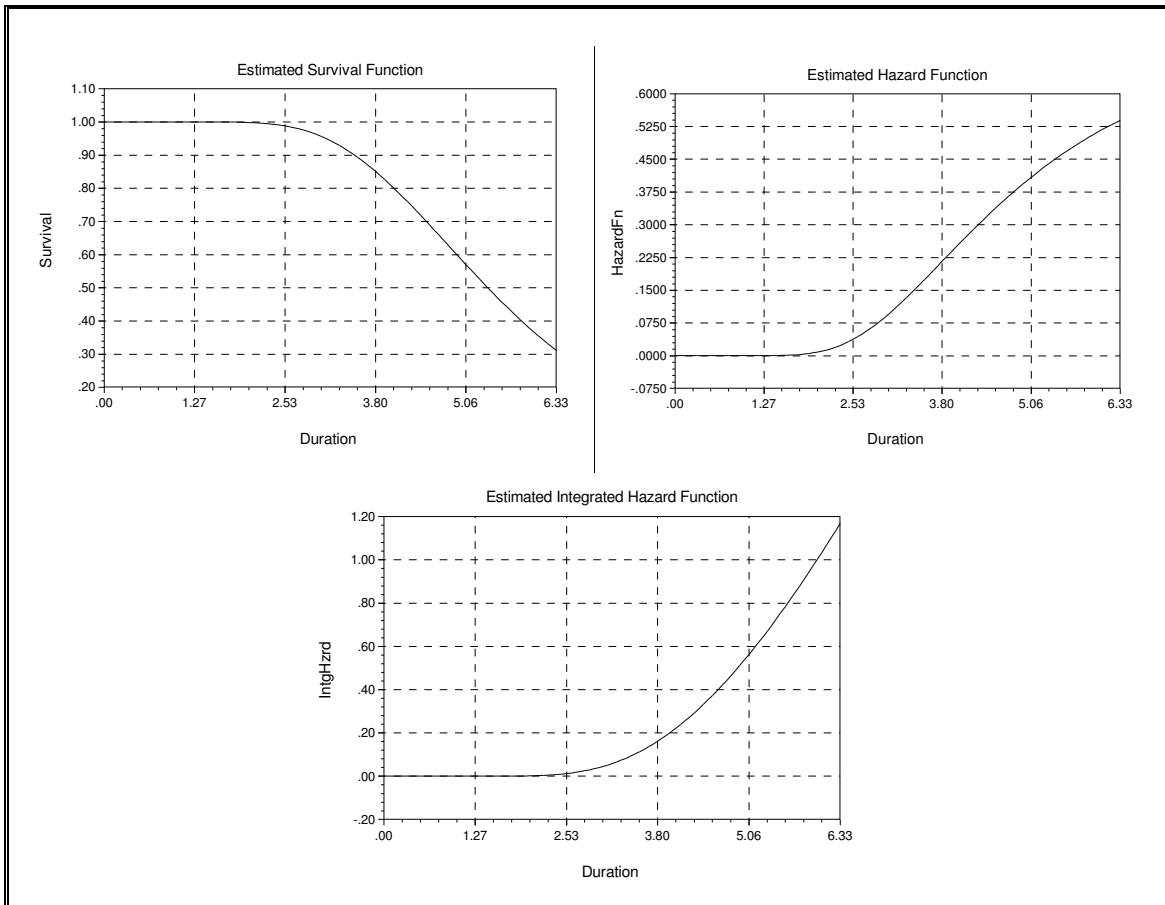 Estimated Survival Function
1.10
1.00
.90
.80
.70
.60
.50
.40
.30
.20
.00 1.27 2.53 3.80 5.06 6.33
Duration
Survival
Estimated Hazard Function
.6000
.5250
.4500
.3750
.3000
.2250
.1500
.0750
.0000
-.0750
.00 1.27 2.53 3.80 5.06 6.33
Duration
HazardFn
Estimated Integrated Hazard Function
1.20
1.00
.80
.60
.40
.20
.00
-.20
.00 1.27 2.53 3.80 5.06 6.33
Duration
IntgHzrd